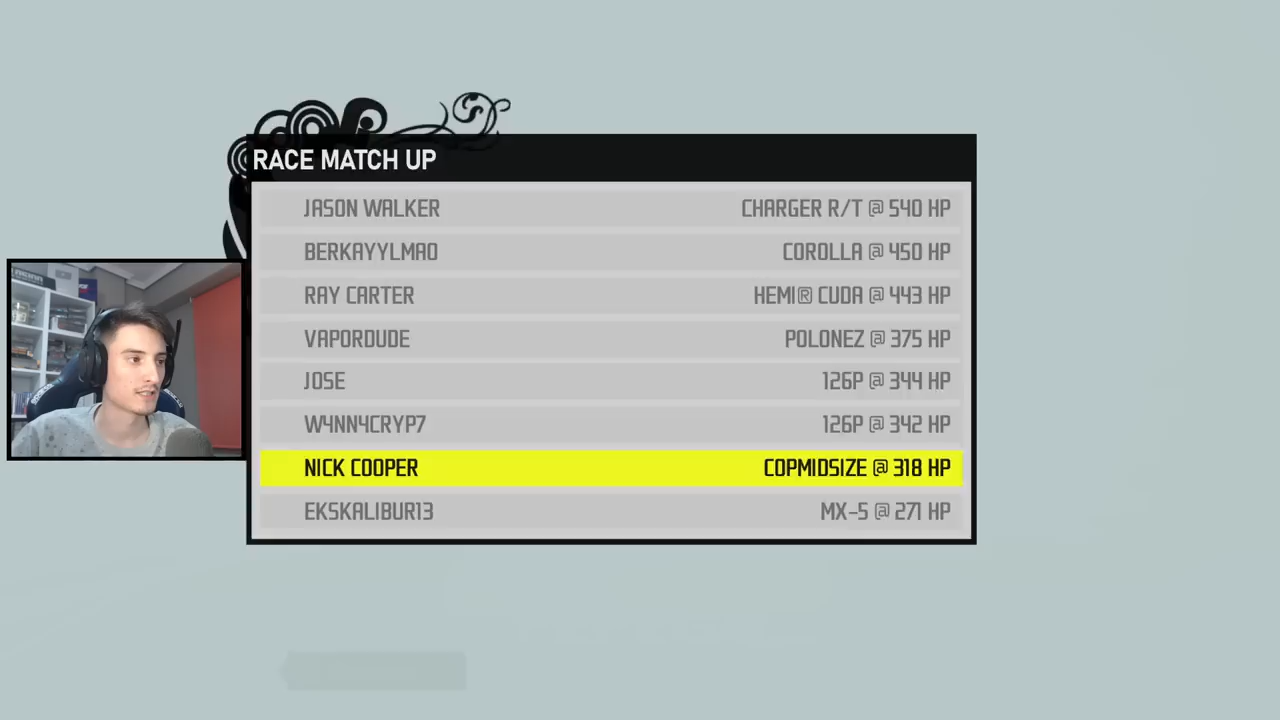 RACE MATCH UP
JASON WALKER CHARGER R/T @ 540 HP
BERKAYYLMAO COROLLA @ 450 HP
RAY CARTER HEMI® CUDA @ 443 HP
VAPORDUDE POLONEZ @ 375 HP
JOSE 126P @ 344 HP
W4NN4CRYP7 126P @ 342 HP
NICK COOPER COPMIDSIZE @ 318 HP
EKSKALIBUR13 MX-5 @ 271 HP